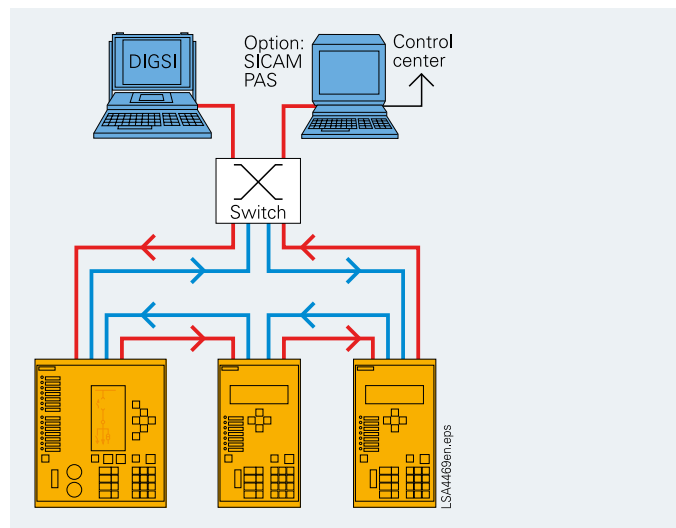 DIGSI
Option:
SICAM
PAS
Control
center
Switch
LSA4469en.eps